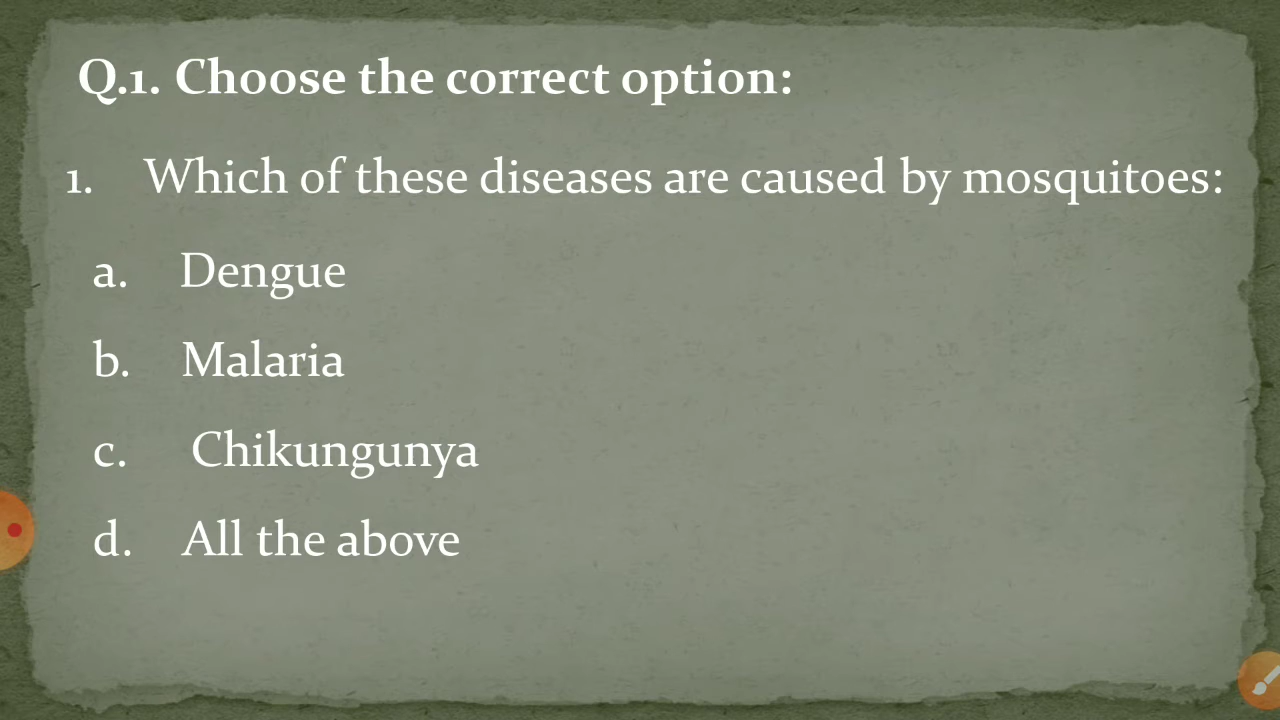 Q.1. Choose the correct option:
1. Which of these diseases are caused by mosquitoes:
a. Dengue
b. Malaria
c. Chikungunya
d. All the above